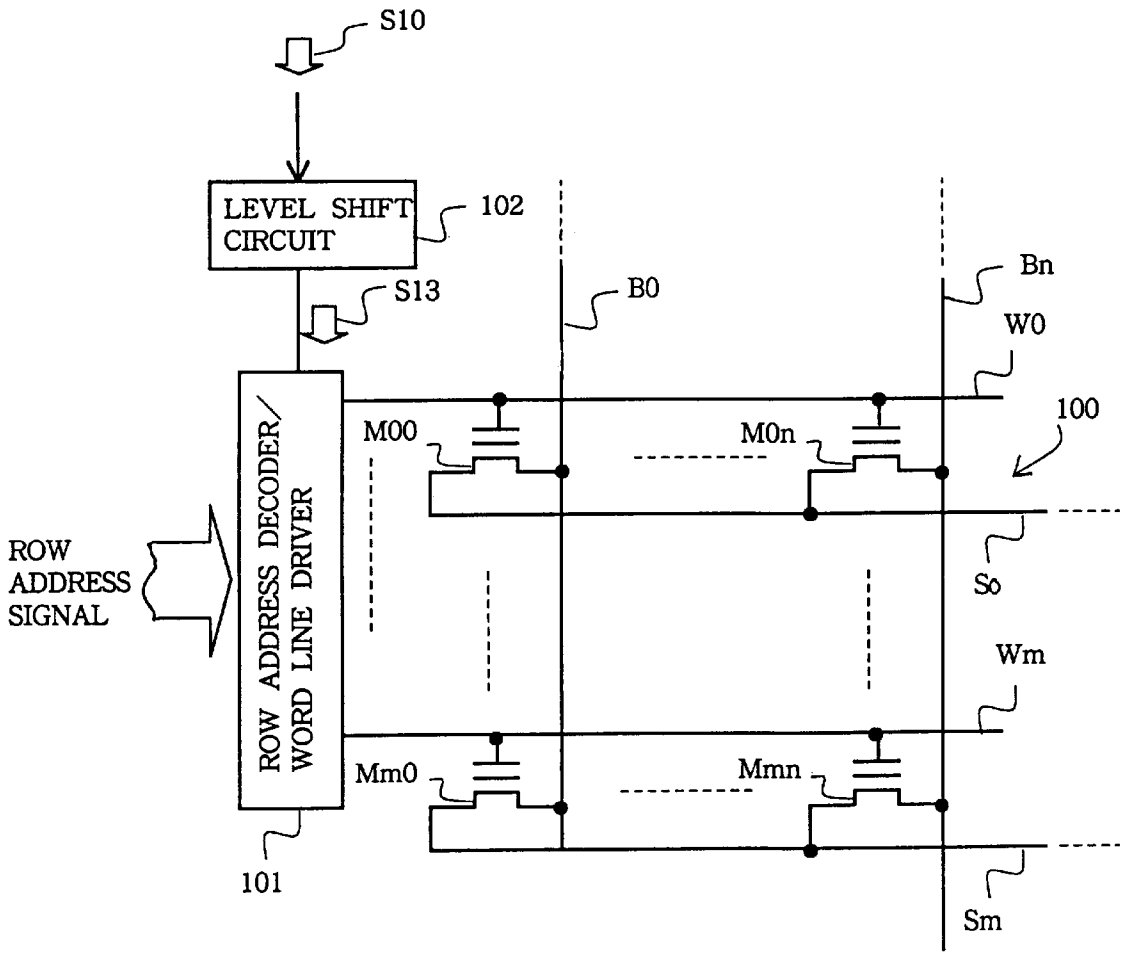 S10
LEVEL SHIFT
CIRCUIT
102
S13
B0
Bn
W0
100
M00
M0n
ROW
ADDRESS
SIGNAL
ROW ADDRESS DECODER/
WORD LINE DRIVER
So
Wm
Mm0
Mmn
101
Sm